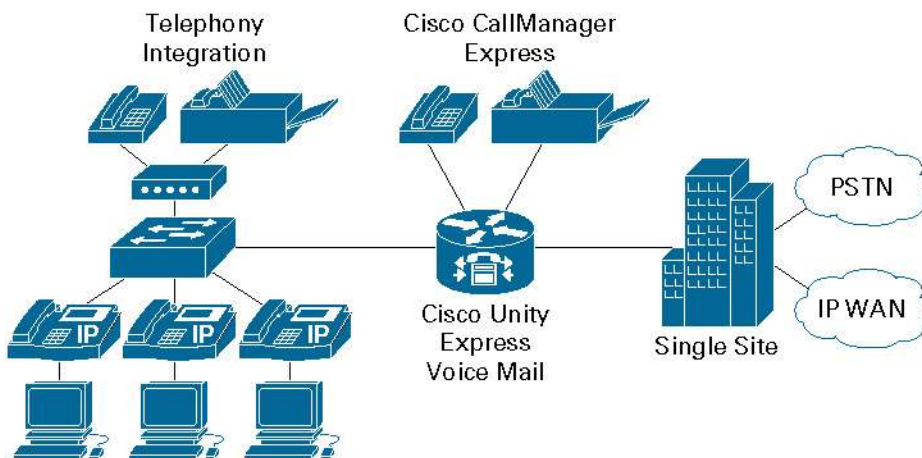 Telephony
Integration
Cisco CallManager
Express
PSTN
IP WAN
Single Site
Cisco Unity
Express
Voice Mail
IP
IP
IP